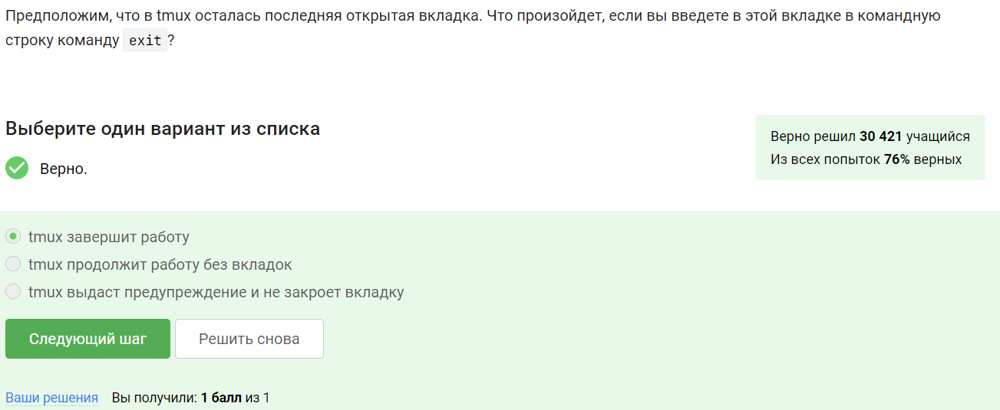 Предположим, что в tmux осталась последняя открытая вкладка. Что произойдет, если вы введете в этой вкладке в командную
строку команду exit?
Выберите один вариант из списка
Верно.
Верно решил 30 421 учащийся
Из всех попыток 76% верных
tmux завершит работу
tmux продолжит работу без вкладок
tmux выдаст предупреждение и не закроет вкладку
Следующий шаг
Решить снова
Ваши решения Вы получили: 1 балл из 1